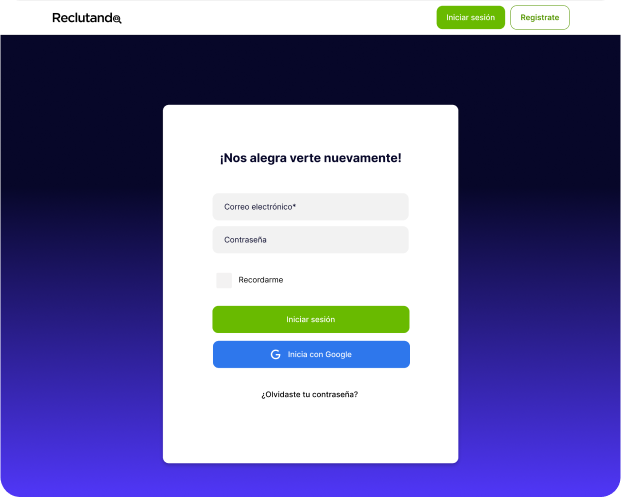 Reclutando
Iniciar sesión
Registrate
¡Nos alegra verte nuevamente!
Correo electrónico*
Contraseña
Recordarme
Iniciar sesión
Inicia con Google
¿Olvidaste tu contraseña?